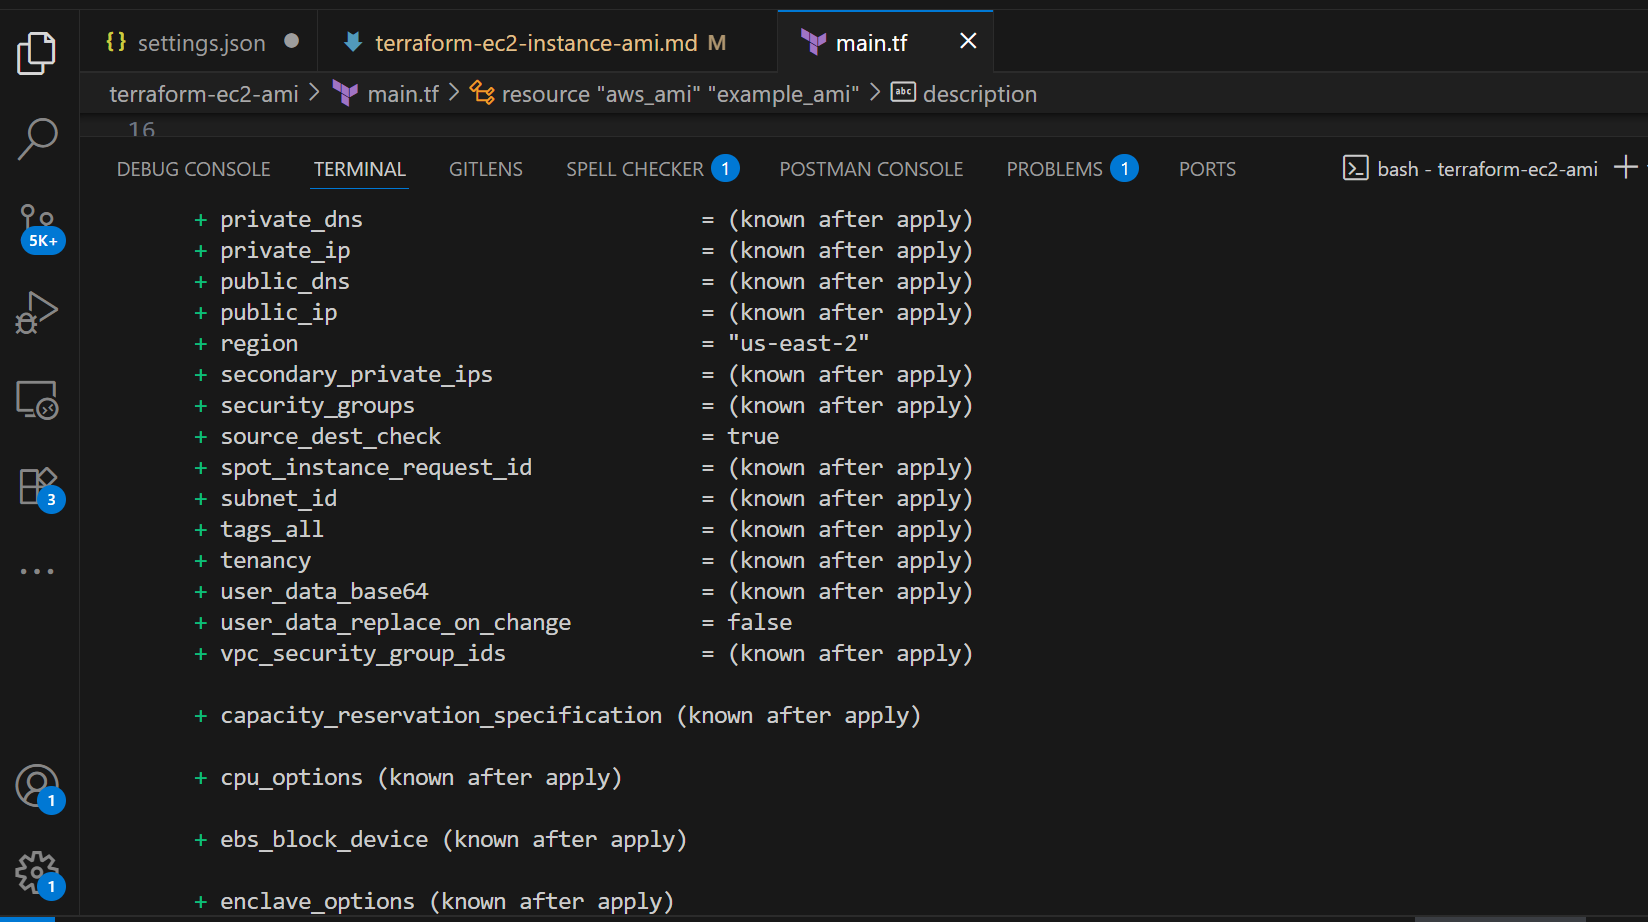 {} settings.json ●
terraform-ec2-instance-ami.md M
main.tf ×
terraform-ec2-ami > main.tf > resource "aws_ami" "example_ami" > abc description
16
DEBUG CONSOLE TERMINAL GITLENS SPELL CHECKER 1 POSTMAN CONSOLE PROBLEMS 1 PORTS bash - terraform-ec2-ami +
+ private_dns = (known after apply)
+ private_ip = (known after apply)
+ public_dns = (known after apply)
+ public_ip = (known after apply)
+ region = "us-east-2"
+ secondary_private_ips = (known after apply)
+ security_groups = (known after apply)
+ source_dest_check = true
+ spot_instance_request_id = (known after apply)
+ subnet_id = (known after apply)
+ tags_all = (known after apply)
+ tenancy = (known after apply)
+ user_data_base64 = (known after apply)
+ user_data_replace_on_change = false
+ vpc_security_group_ids = (known after apply)
+ capacity_reservation_specification (known after apply)
+ cpu_options (known after apply)
+ ebs_block_device (known after apply)
+ enclave_options (known after apply)
5K+
3
1
1